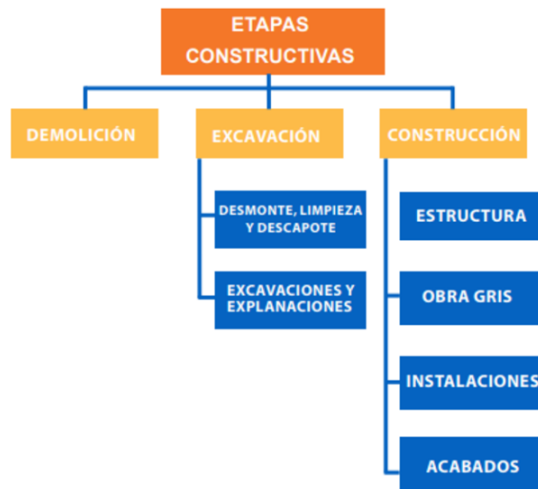 ETAPAS
CONSTRUCTIVAS
DEMOLICIÓN
EXCAVACIÓN
CONSTRUCCIÓN
DESMONTE, LIMPIEZA
Y DESCAPOTE
EXCAVACIONES Y
EXPLANACIONES
ESTRUCTURA
OBRA GRIS
INSTALACIONES
ACABADOS